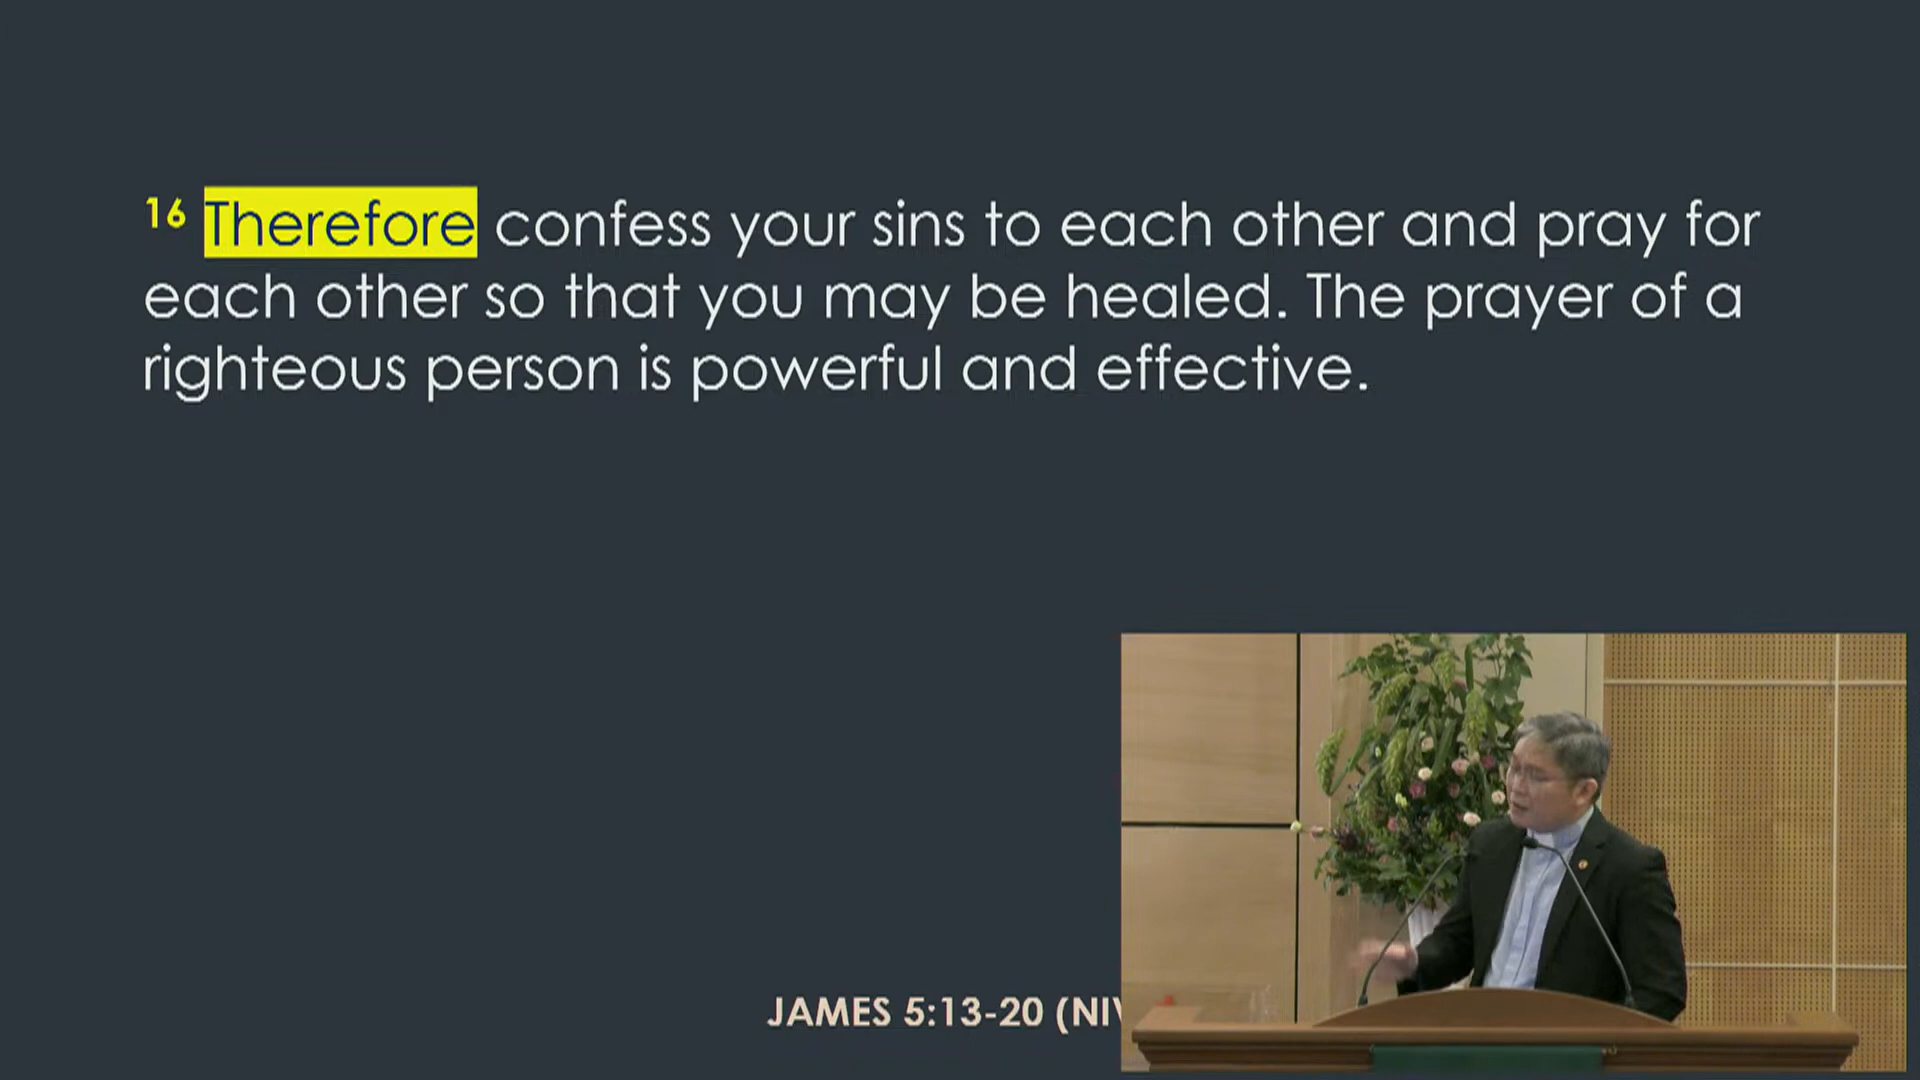 16 Therefore confess your sins to each other and pray for
each other so that you may be healed. The prayer of a
righteous person is powerful and effective.
JAMES 5:13-20 (NIV